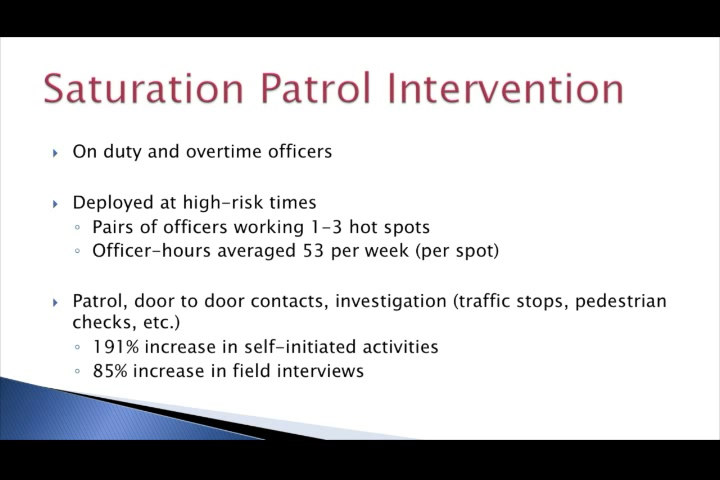 Saturation Patrol Intervention
On duty and overtime officers
Deployed at high-risk times
Pairs of officers working 1-3 hot spots
Officer-hours averaged 53 per week (per spot)
Patrol, door to door contacts, investigation (traffic stops, pedestrian
checks, etc.)
191% increase in self-initiated activities
85% increase in field interviews